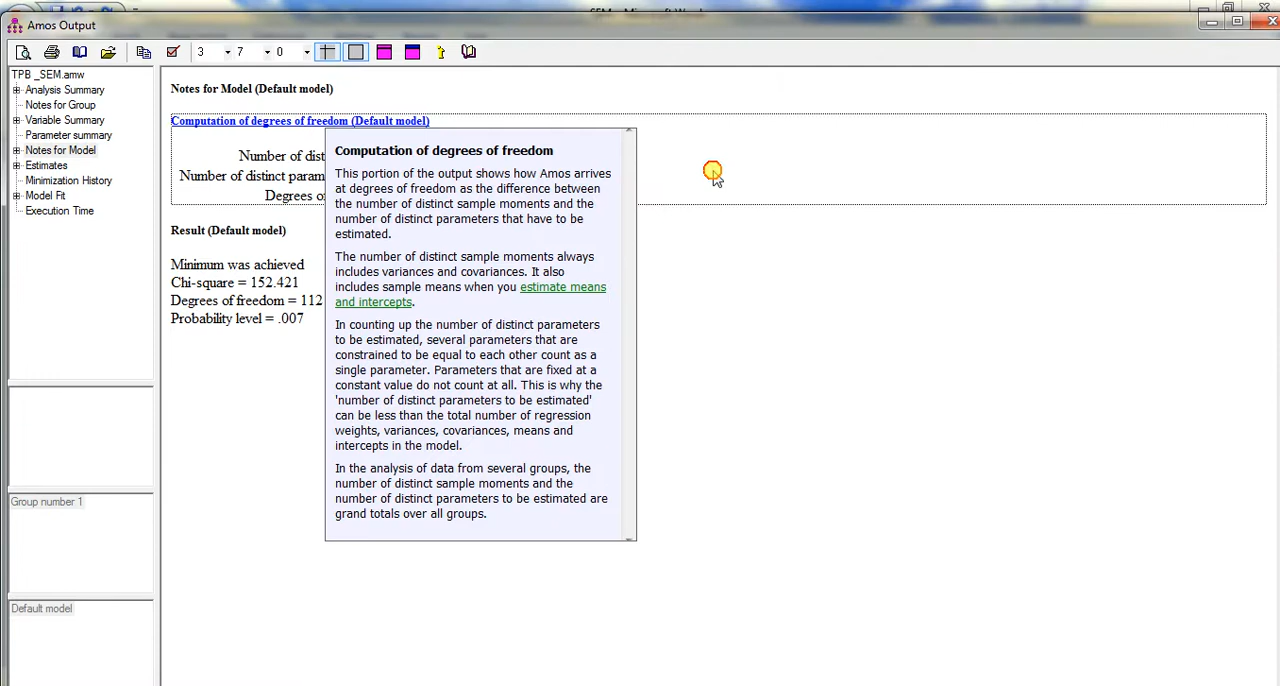 SEM - Microsoft Word
Amos Output
3 7 0
TPB _SEM.amw
Analysis Summary
Notes for Group
Variable Summary
Parameter summary
Notes for Model
Estimates
Minimization History
Model Fit
Execution Time
Group number 1
Default model
Notes for Model (Default model)
Computation of degrees of freedom (Default model)
Number of dist
Number of distinct param
Degrees o
Result (Default model)
Minimum was achieved
Chi-square = 152.421
Degrees of freedom = 112
Probability level = .007
Computation of degrees of freedom
This portion of the output shows how Amos arrives
at degrees of freedom as the difference between
the number of distinct sample moments and the
number of distinct parameters that have to be
estimated.
The number of distinct sample moments always
includes variances and covariances. It also
includes sample means when you estimate means
and intercepts.
In counting up the number of distinct parameters
to be estimated, several parameters that are
constrained to be equal to each other count as a
single parameter. Parameters that are fixed at a
constant value do not count at all. This is why the
'number of distinct parameters to be estimated'
can be less than the total number of regression
weights, variances, covariances, means and
intercepts in the model.
In the analysis of data from several groups, the
number of distinct sample moments and the
number of distinct parameters to be estimated are
grand totals over all groups.